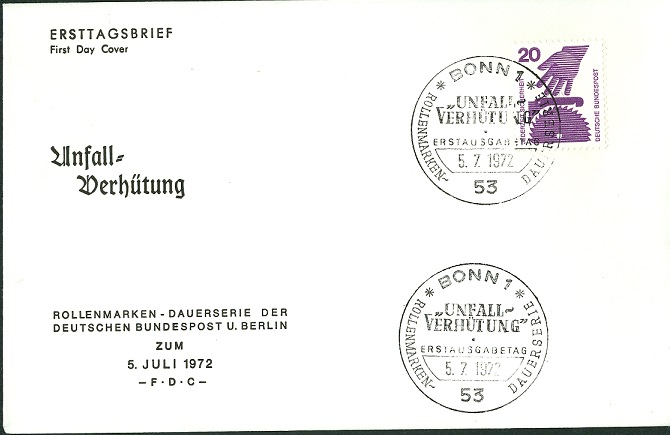 ERSTTAGSBRIEF
First Day Cover
Unfall=
Verhütung
ROLLENMARKEN - DAUERSERIE DER
DEUTSCHEN BUNDESPOST U. BERLIN
ZUM
5. JULI 1972
– F · D · C –
20
DEUTSCHE BUNDESPOST
* BONN 1 *
„UNFALL~
VERHÜTUNG"
ERSTAUSGABETAG
5. 7. 1972
53
ROLLENMARKEN-
DAUERSERIE
* BONN 1 *
„UNFALL~
VERHÜTUNG"
ERSTAUSGABETAG
5. 7. 1972
53
ROLLENMARKEN-
DAUERSERIE